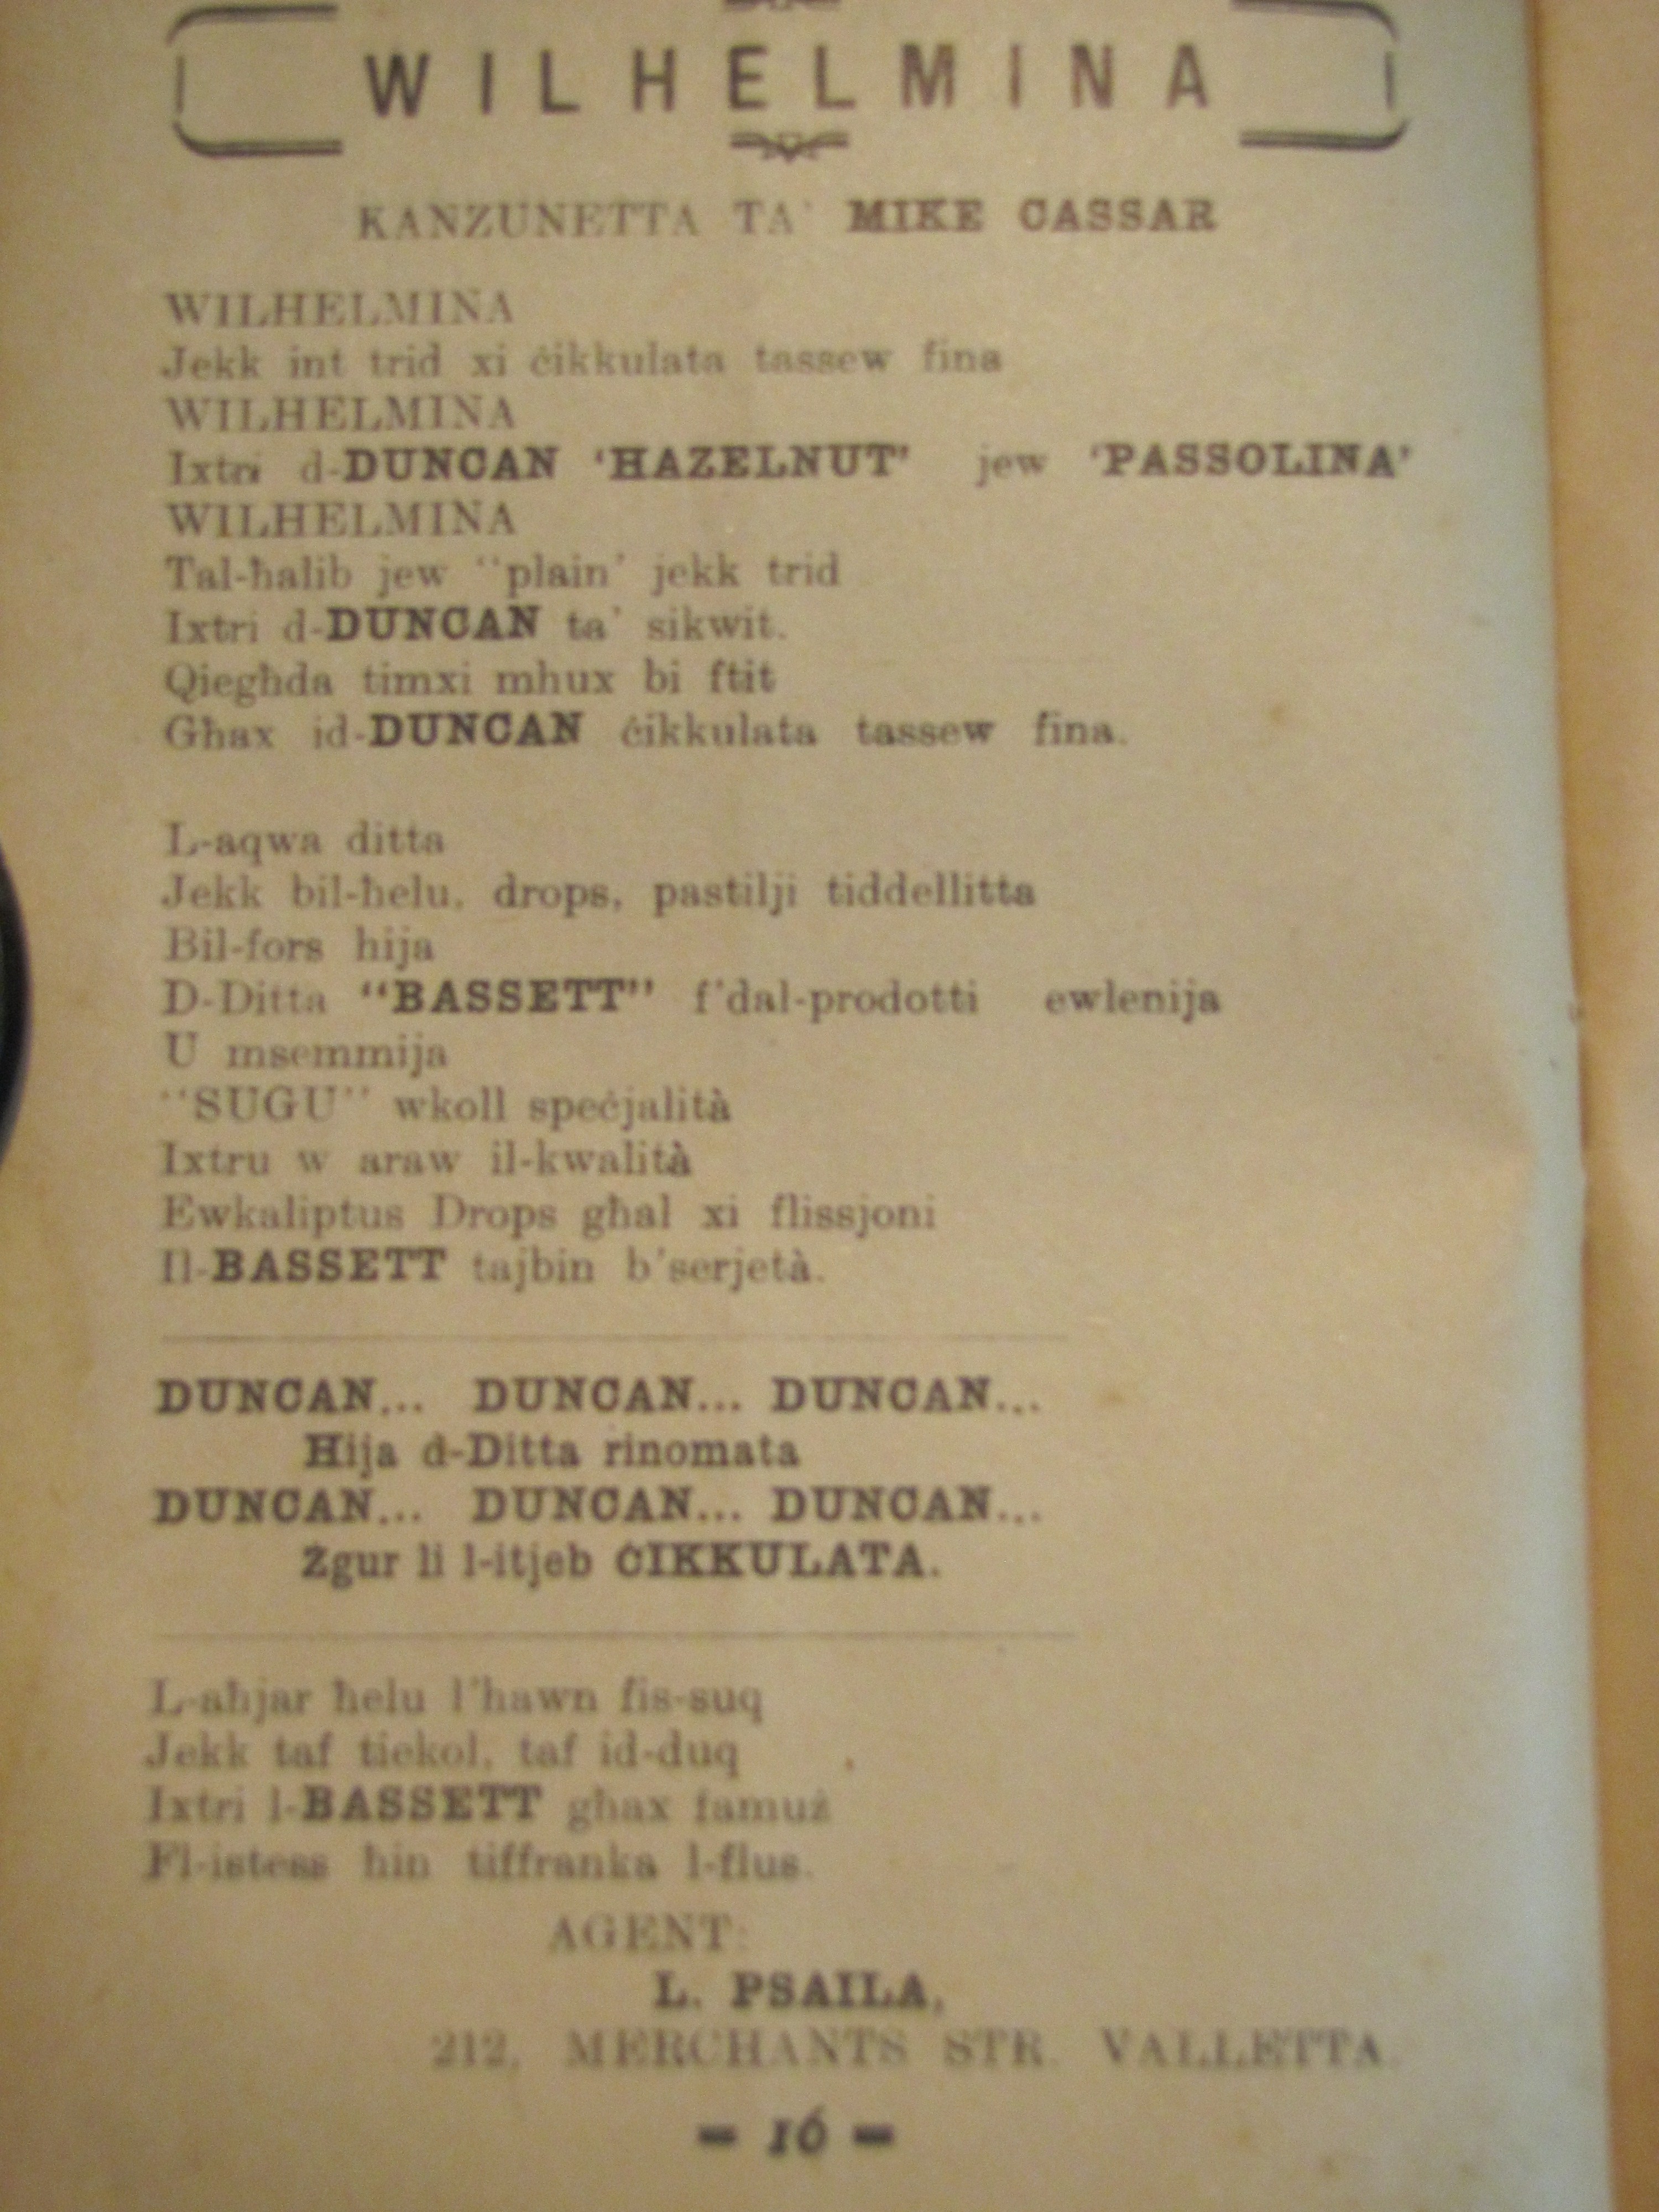 WILHELMINA
KANZUNETTA TA' MIKE CASSAR
WILHELMINA
Jekk int trid xi ċikkulata tassew fina
WILHELMINA
Ixtri d-DUNCAN 'HAZELNUT' jew 'PASSOLINA'
WILHELMINA
Tal-ħalib jew "plain' jekk trid
Ixtri d-DUNCAN ta' sikwit.
Qiegħda timxi mhux bi ftit
Għax id-DUNCAN ċikkulata tassew fina.
L-aqwa ditta
Jekk bil-ħelu, drops, pastilji tiddellitta
Bil-fors hija
D-Ditta "BASSETT" f'dal-prodotti ewlenija
U msemmija
"SUGU" wkoll speċjalità
Ixtru w araw il-kwalità
Ewkaliptus Drops għal xi flissjoni
Il-BASSETT tajbin b'serjetà.
DUNCAN... DUNCAN... DUNCAN...
Hija d-Ditta rinomata
DUNCAN... DUNCAN... DUNCAN...
Żgur li l-itjeb ĊIKKULATA.
L-aħjar ħelu l'hawn fis-suq
Jekk taf tiekol, taf id-duq
Ixtri l-BASSETT għax famuż
Fl-istess ħin tiffranka l-flus.
AGENT:
L. PSAILA,
212, MERCHANTS STR. VALLETTA.
- 16 -